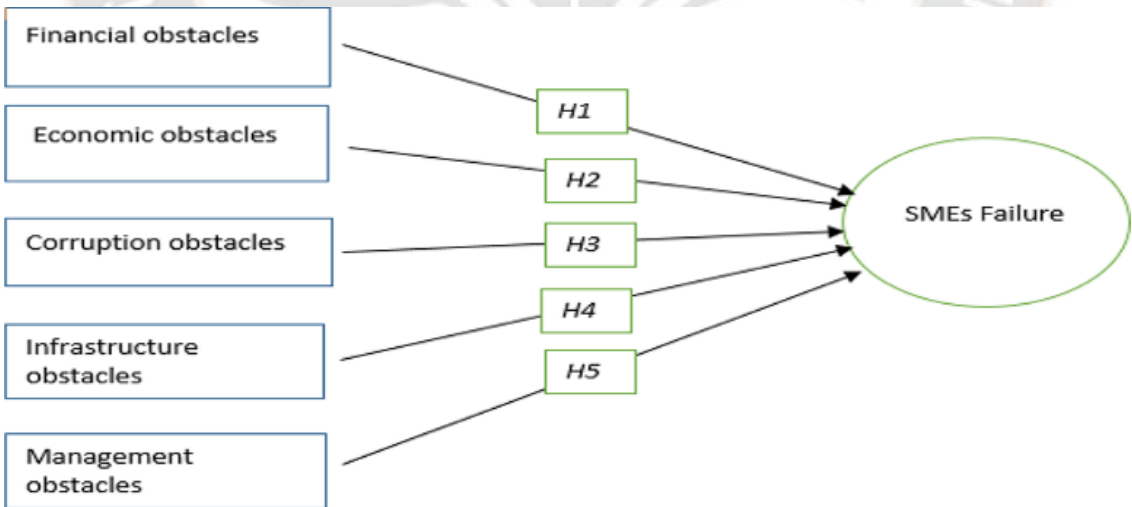 Financial obstacles
H1
Economic obstacles
H2
SMEs Failure
Corruption obstacles
H3
H4
Infrastructure
obstacles
H5
Management
obstacles